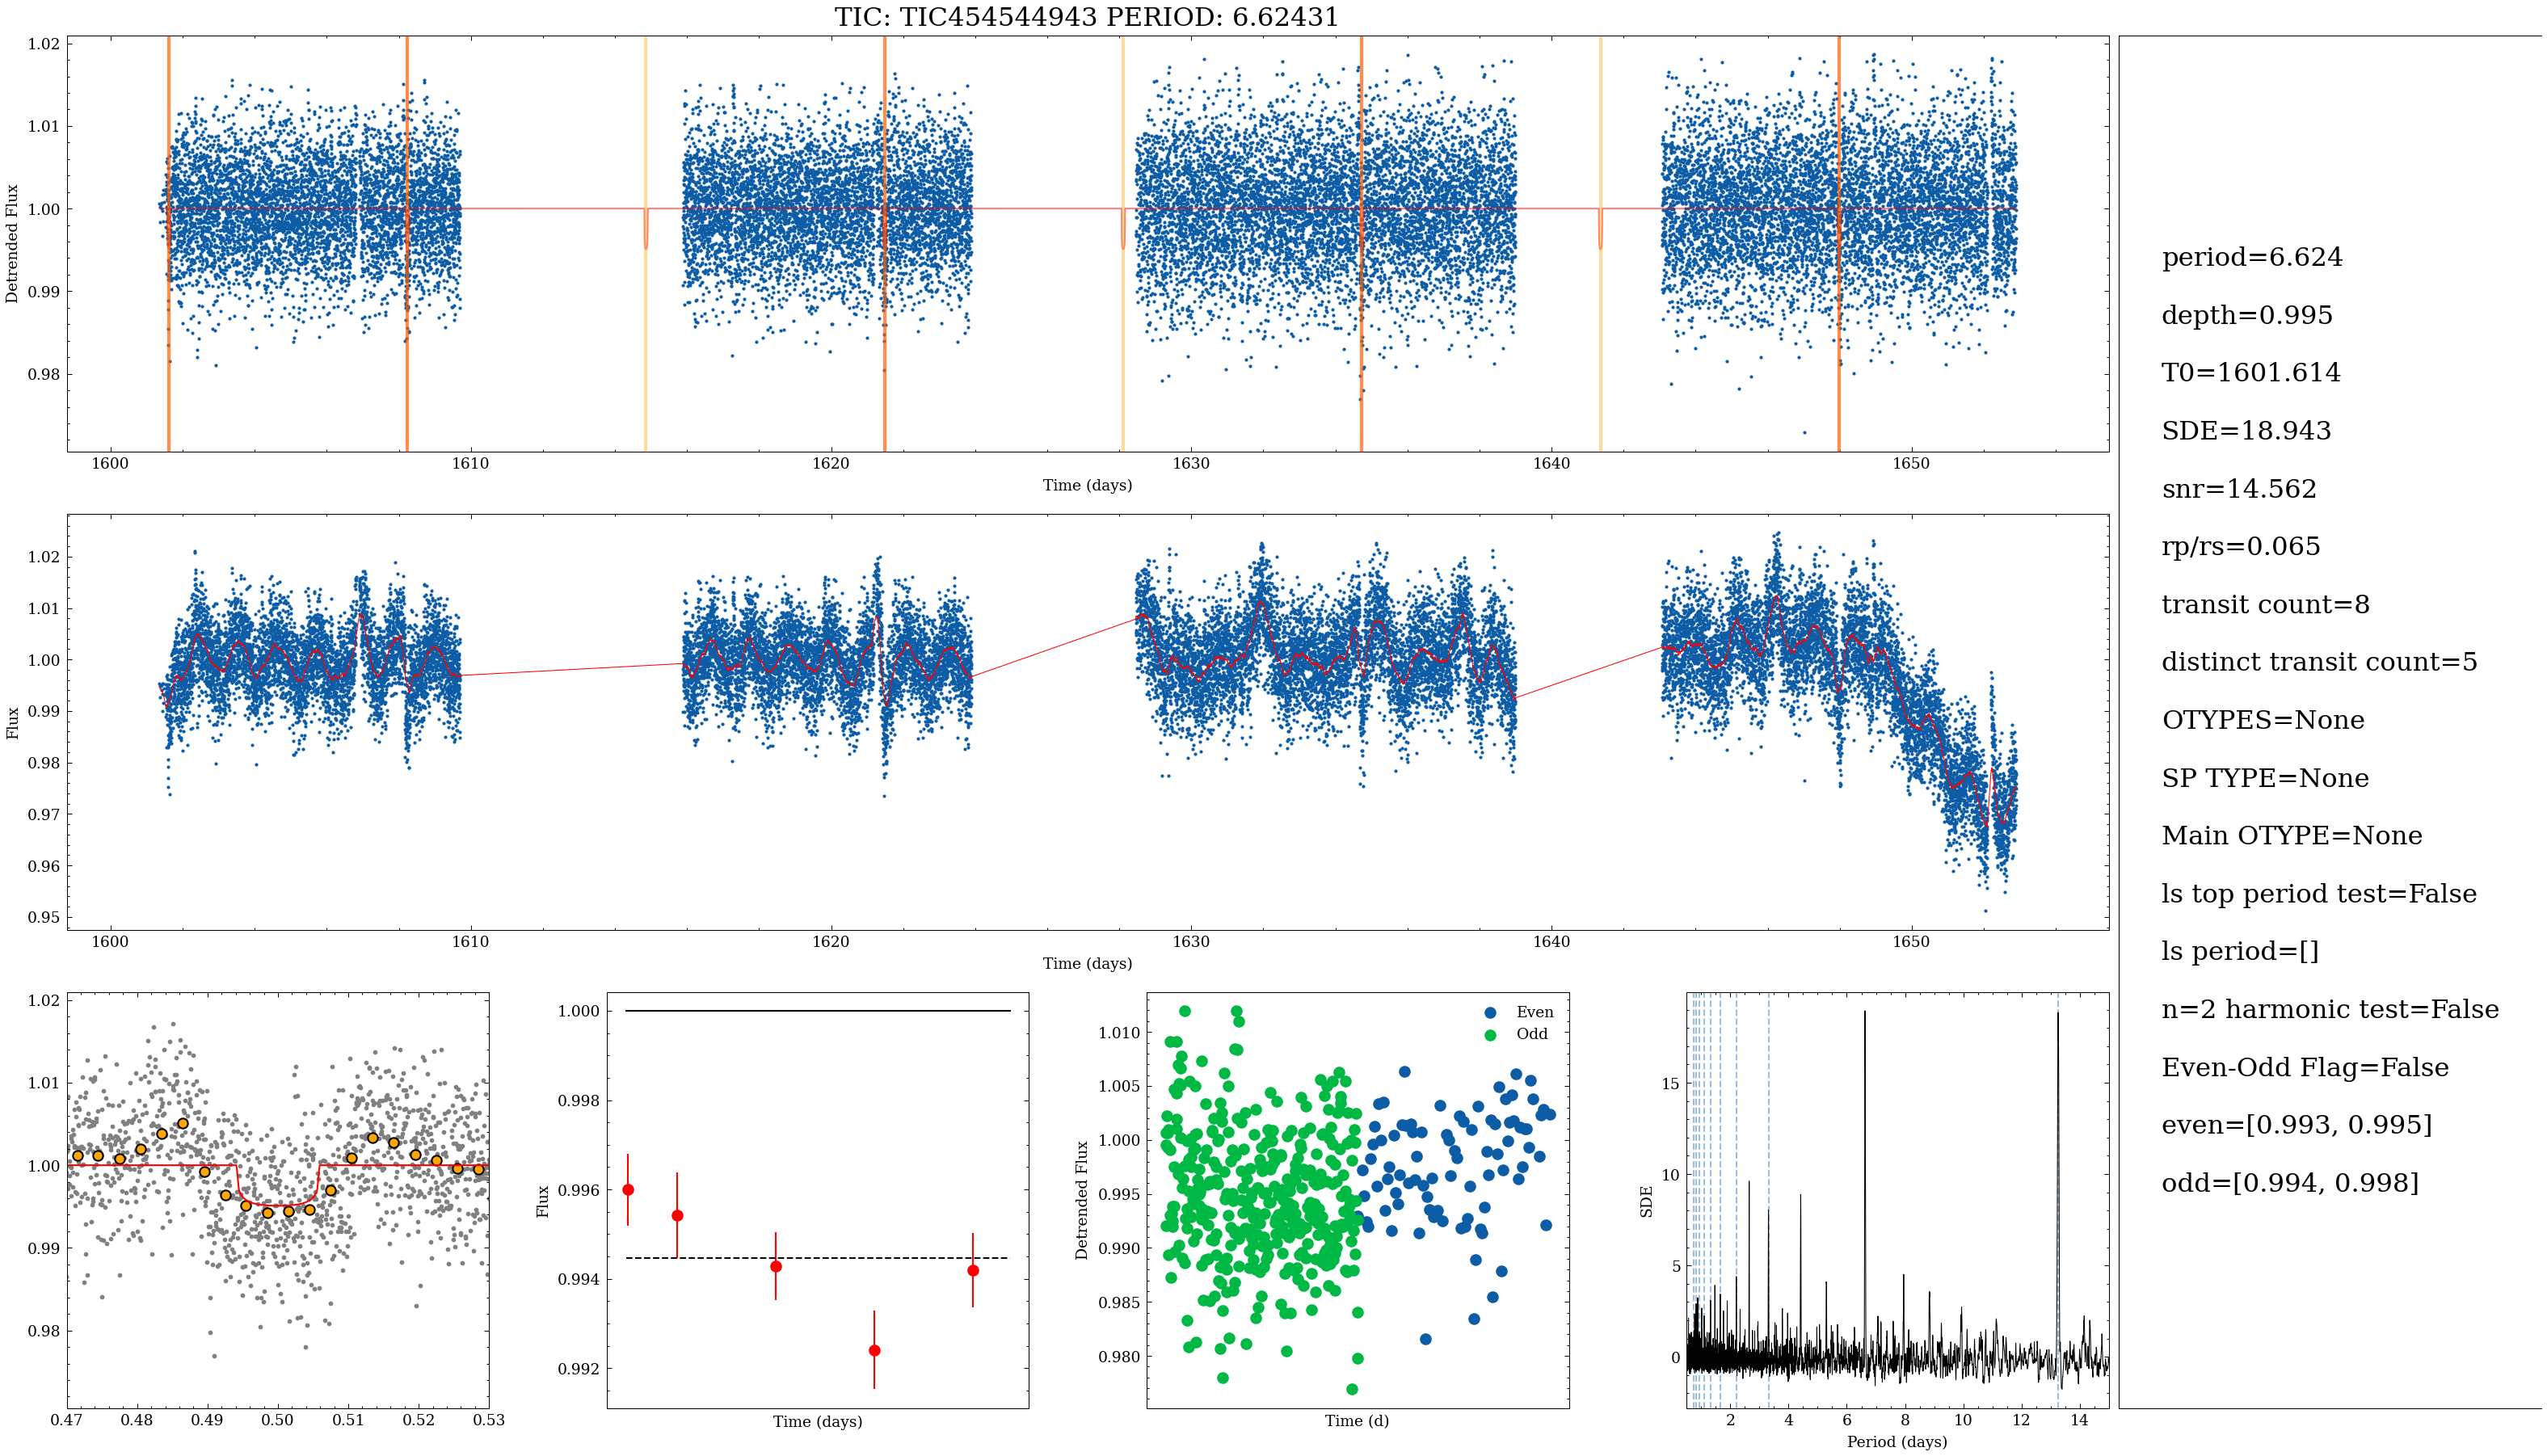 TIC: TIC454544943 PERIOD: 6.62431
1.02
1.01
1.00
0.99
0.98
Detrended Flux
1600
1610
1620
1630
1640
1650
Time (days)
1.02
1.01
1.00
0.99
0.98
0.97
0.96
0.95
Flux
1600
1610
1620
1630
1640
1650
Time (days)
1.02
1.01
1.00
0.99
0.98
0.47
0.48
0.49
0.50
0.51
0.52
0.53
1.000
0.998
0.996
0.994
0.992
Flux
Time (days)
1.010
1.005
1.000
0.995
0.990
0.985
0.980
Detrended Flux
Even
Odd
Time (d)
15
10
5
0
SDE
2
4
6
8
10
12
14
Period (days)
period=6.624
depth=0.995
T0=1601.614
SDE=18.943
snr=14.562
rp/rs=0.065
transit count=8
distinct transit count=5
OTYPES=None
SP TYPE=None
Main OTYPE=None
ls top period test=False
ls period=[]
n=2 harmonic test=False
Even-Odd Flag=False
even=[0.993, 0.995]
odd=[0.994, 0.998]